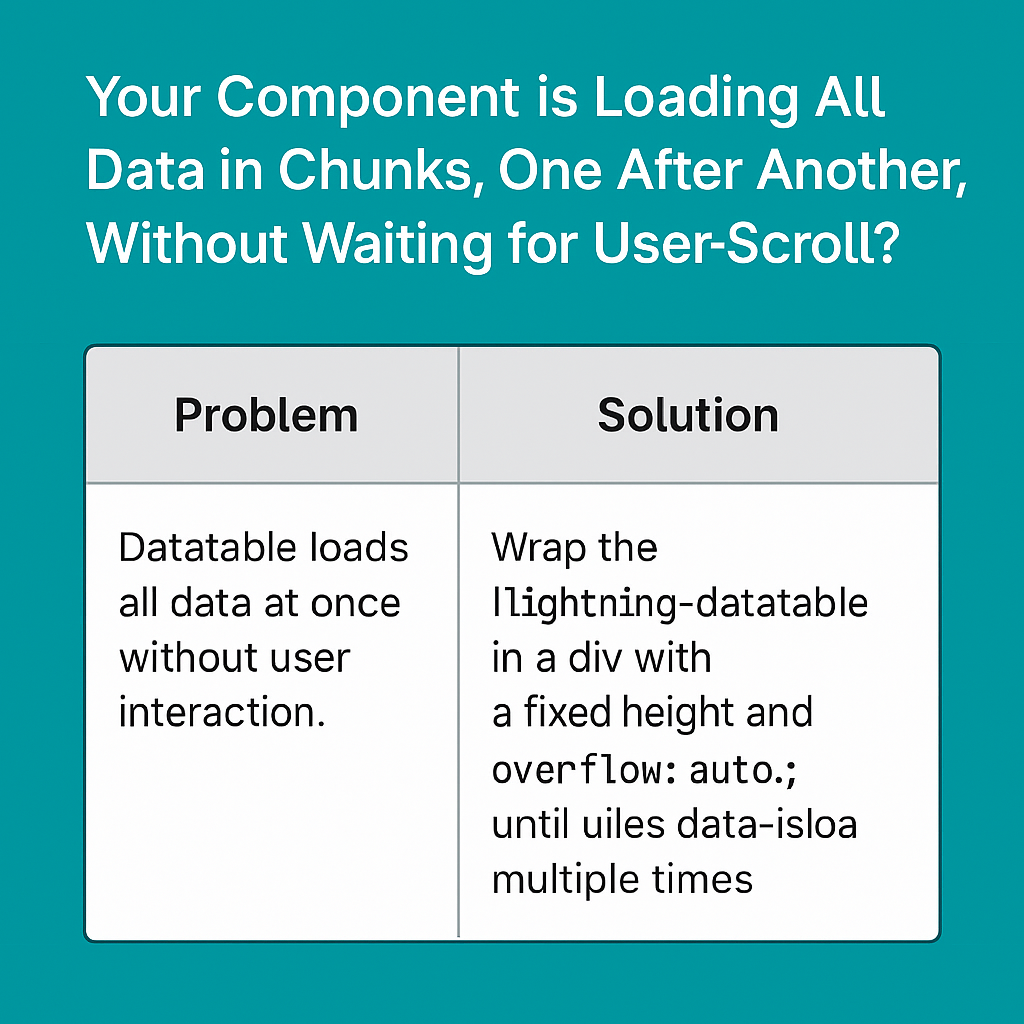 Your Component is Loading All
Data in Chunks, One After Another,
Without Waiting for User-Scroll?
Problem
Solution
Datatable loads
all data at once
without user
interaction.
Wrap the
llightning-datatable
in a div with
a fixed height and
overflow: auto.;
until uiles data-isloa
multiple times